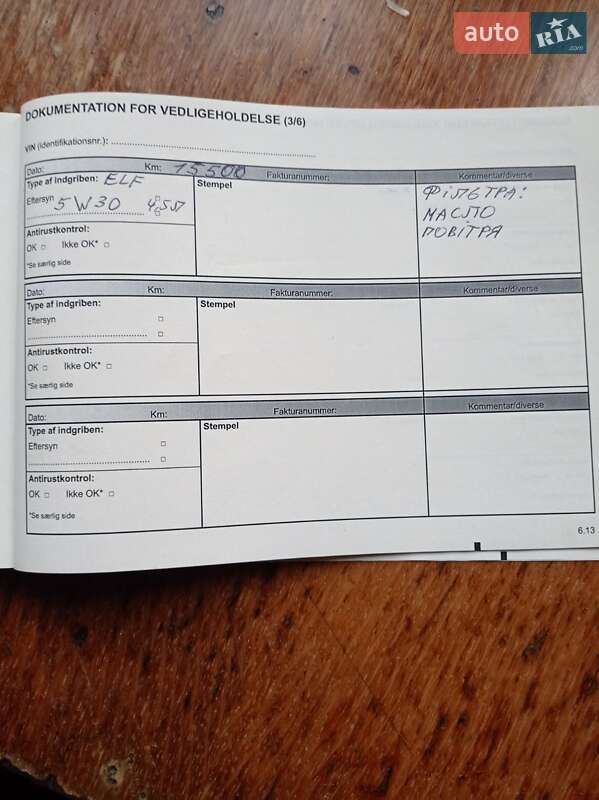 auto RIA .com
DOKUMENTATION FOR VEDLIGEHOLDELSE (3/6)
VIN (identifikationsnr.): ........................................................
Dato: Km: 15500 Fakturanummer: Kommentar/diverse
Type af indgriben: ELF
Stempel
Eftersyn 5W30 4,5л
Antirustkontrol:
OK □ Ikke OK* □
*Se særlig side
ФІЛЬТРА:
МАСЛО
ПОВІТРЯ
Dato: Km: Fakturanummer: Kommentar/diverse
Type af indgriben:
Stempel
Eftersyn □
........................................ □
Antirustkontrol:
OK □ Ikke OK* □
*Se særlig side
Dato: Km: Fakturanummer: Kommentar/diverse
Type af indgriben:
Stempel
Eftersyn □
........................................ □
Antirustkontrol:
OK □ Ikke OK* □
*Se særlig side
6.13